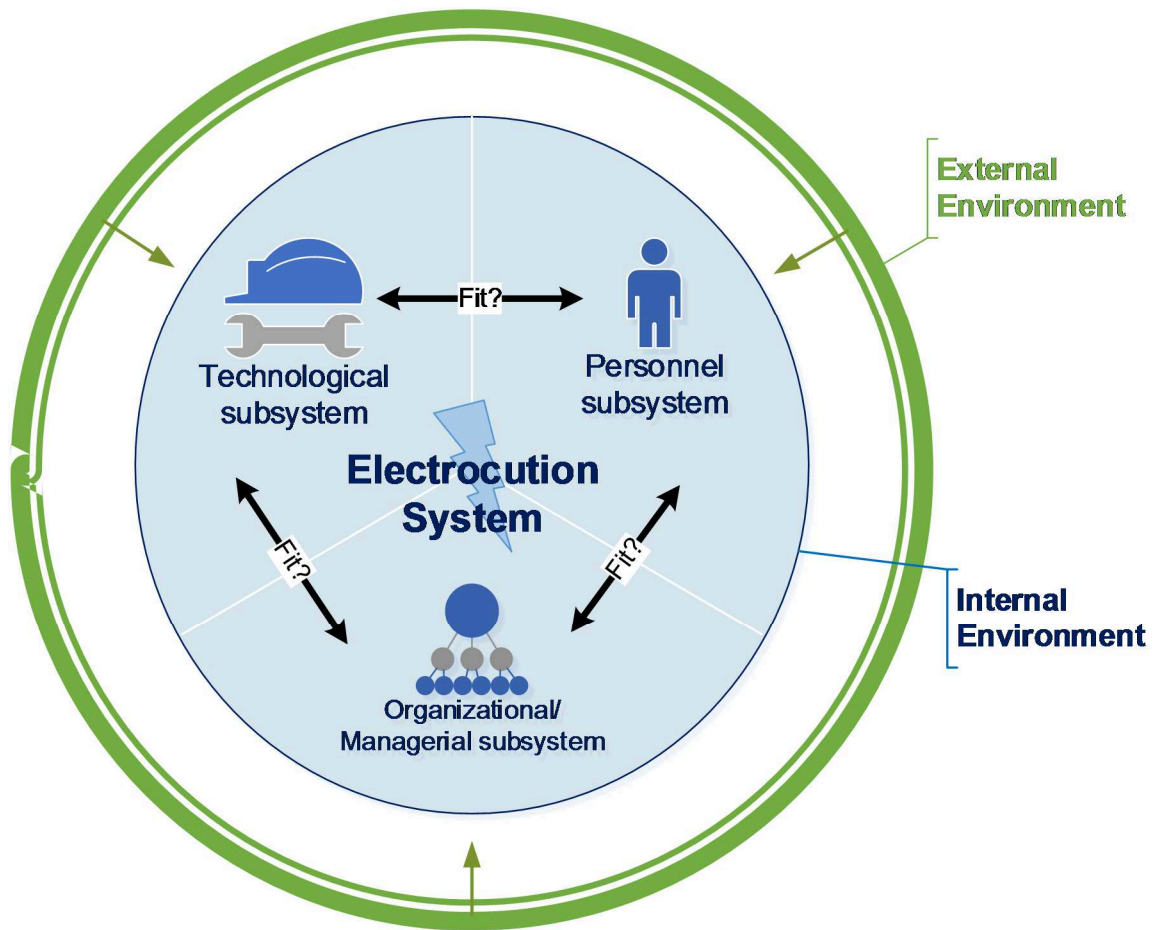 External
Environment
Fit?
Technological
subsystem
Personnel
subsystem
Electrocution
System
Fit?
Fit?
Internal
Environment
Organizational/
Managerial subsystem